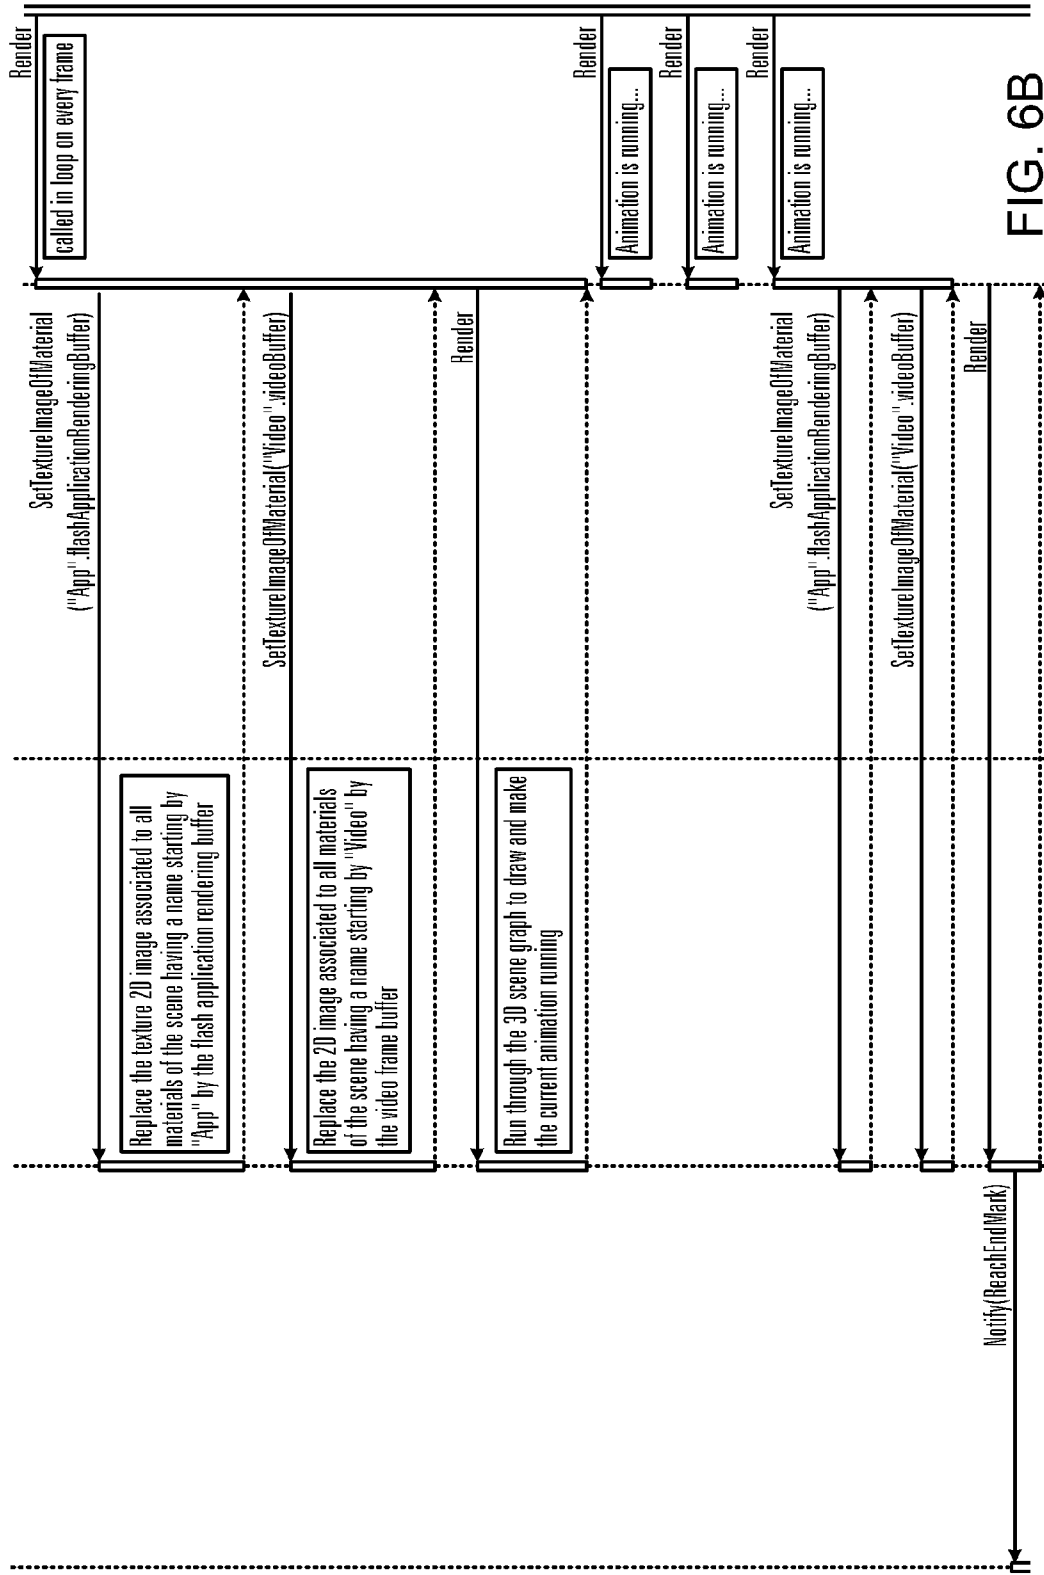 Render
called in loop on every frame
SetTextureImageOfMaterial
("App".flashApplicationRenderingBuffer)
Replace the texture 2D image associated to all
materials of the scene having a name starting by
"App" by the flash application rendering buffer
SetTextureImageOfMaterial("Video".videoBuffer)
Replace the 2D image associated to all materials
of the scene having a name starting by "Video" by
the video frame buffer
Render
Run through the 3D scene graph to draw and make
the current animation running
Render
Animation is running...
Render
Animation is running...
Render
Animation is running...
SetTextureImageOfMaterial
("App".flashApplicationRenderingBuffer)
SetTextureImageOfMaterial("Video".videoBuffer)
Render
Notify(ReachEndMark)
FIG. 6B